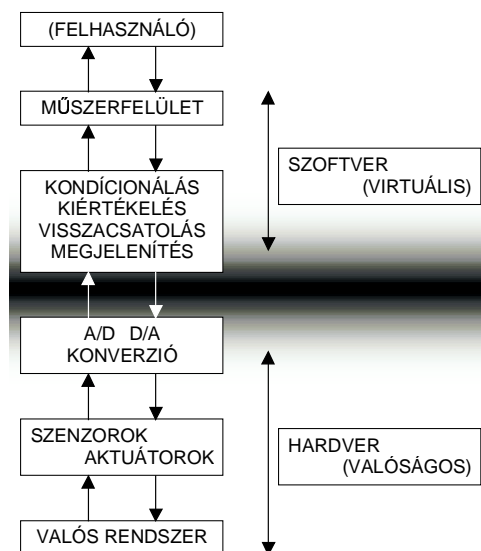 (FELHASZNÁLÓ)
MŰSZERFELÜLET
KONDÍCIONÁLÁS
KIÉRTÉKELÉS
VISSZACSATOLÁS
MEGJELENÍTÉS
SZOFTVER
(VIRTUÁLIS)
A/D D/A
KONVERZIÓ
SZENZOROK
AKTUÁTOROK
HARDVER
(VALÓSÁGOS)
VALÓS RENDSZER